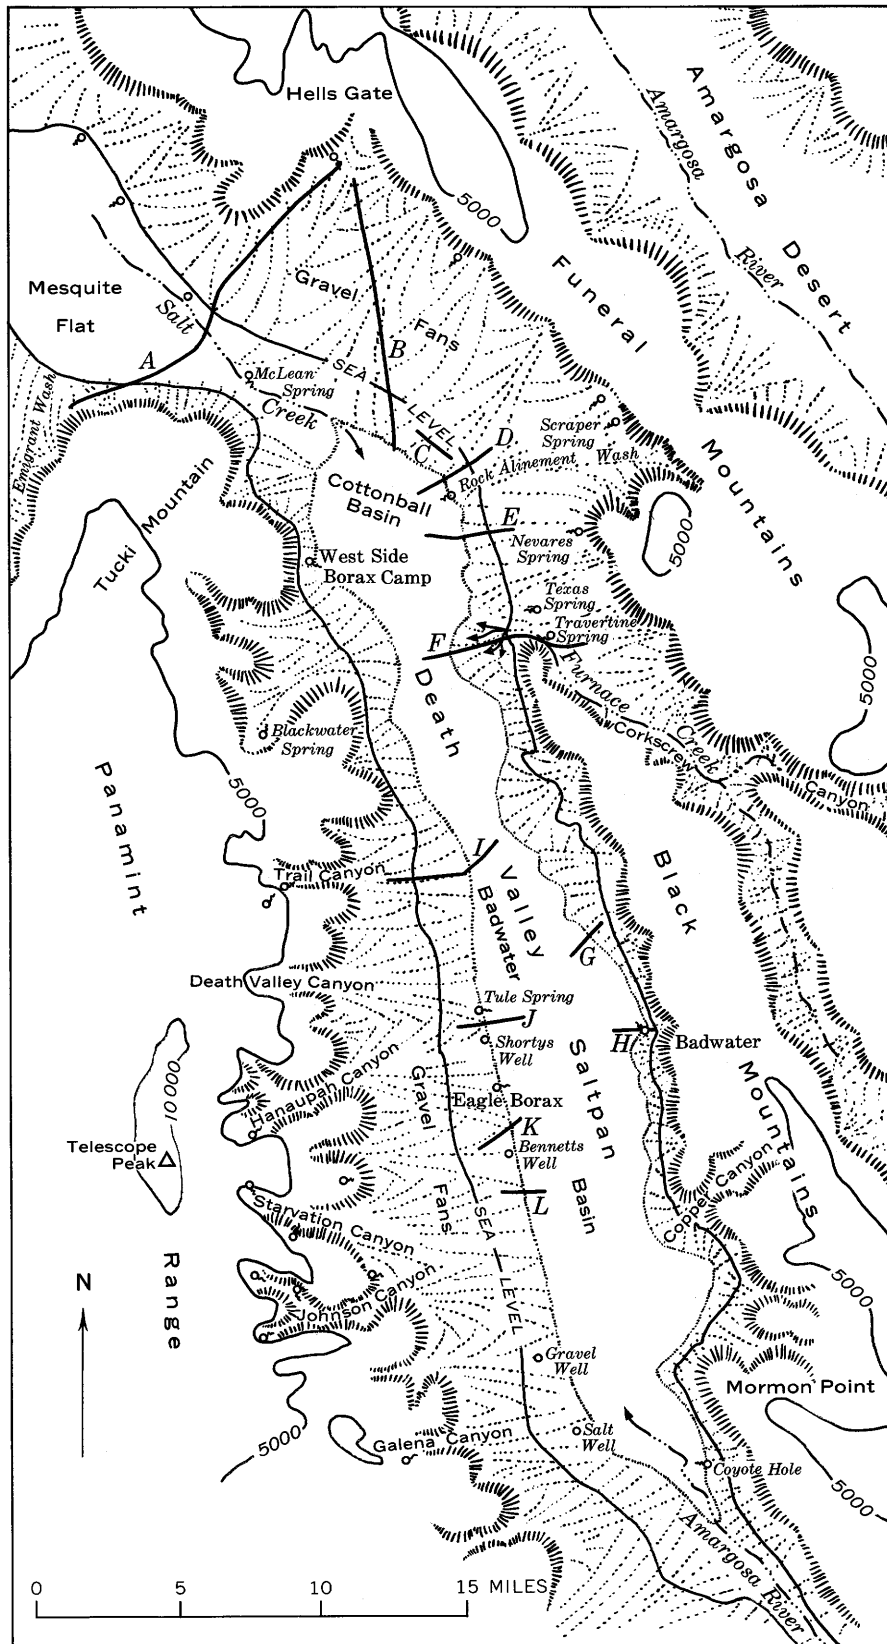 Hells Gate
Amargosa
Desert
Amargosa
River
5000
Funeral
Mountains
Mesquite
Flat
Salt
Creek
Gravel
Fans
A
B
SEA
LEVEL
McLean
Spring
Emigrant Wash
C
D
Rock Alinement Wash
Scraper
Spring
Cottonball
Basin
Tucki Mountain
E
Nevares
Spring
5000
West Side
Borax Camp
Texas
Spring
Travertine
Spring
F
Furnace
Creek
5000
Corkscrew
Canyon
Death
Valley
Blackwater
Spring
5000
Panamint
Range
Black
Mountains
I
Trail Canyon
Badwater
Saltpan
Basin
G
Death Valley Canyon
Tule Spring
J
Shortys
Well
H
Badwater
10000
Hanaupah Canyon
Gravel
Fans
Eagle Borax
K
Bennetts
Well
Telescope
Peak
L
Starvation Canyon
Copper Canyon
SEA
LEVEL
5000
N
Johnson Canyon
Gravel
Well
Mormon Point
5000
Galena Canyon
Salt
Well
Coyote Hole
5000
Amargosa River
0 5 10 15 MILES